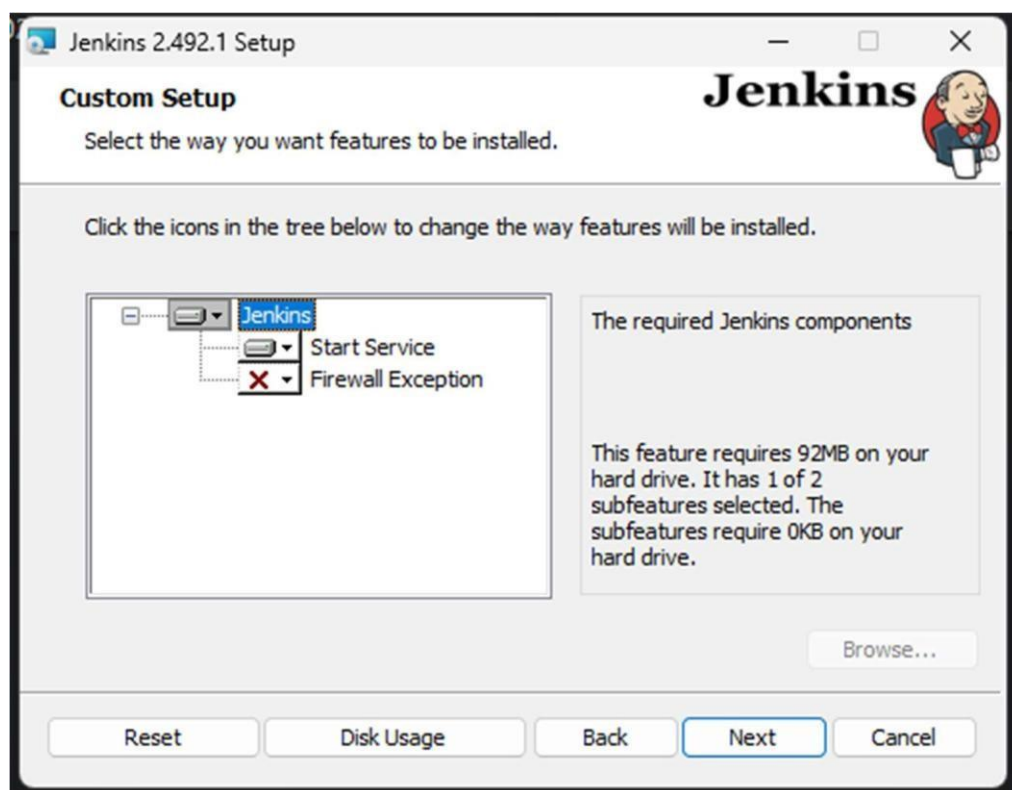 Jenkins 2.492.1 Setup
Custom Setup
Jenkins
Select the way you want features to be installed.
Click the icons in the tree below to change the way features will be installed.
Jenkins
Start Service
Firewall Exception
The required Jenkins components
This feature requires 92MB on your
hard drive. It has 1 of 2
subfeatures selected. The
subfeatures require 0KB on your
hard drive.
Browse...
Reset
Disk Usage
Back
Next
Cancel